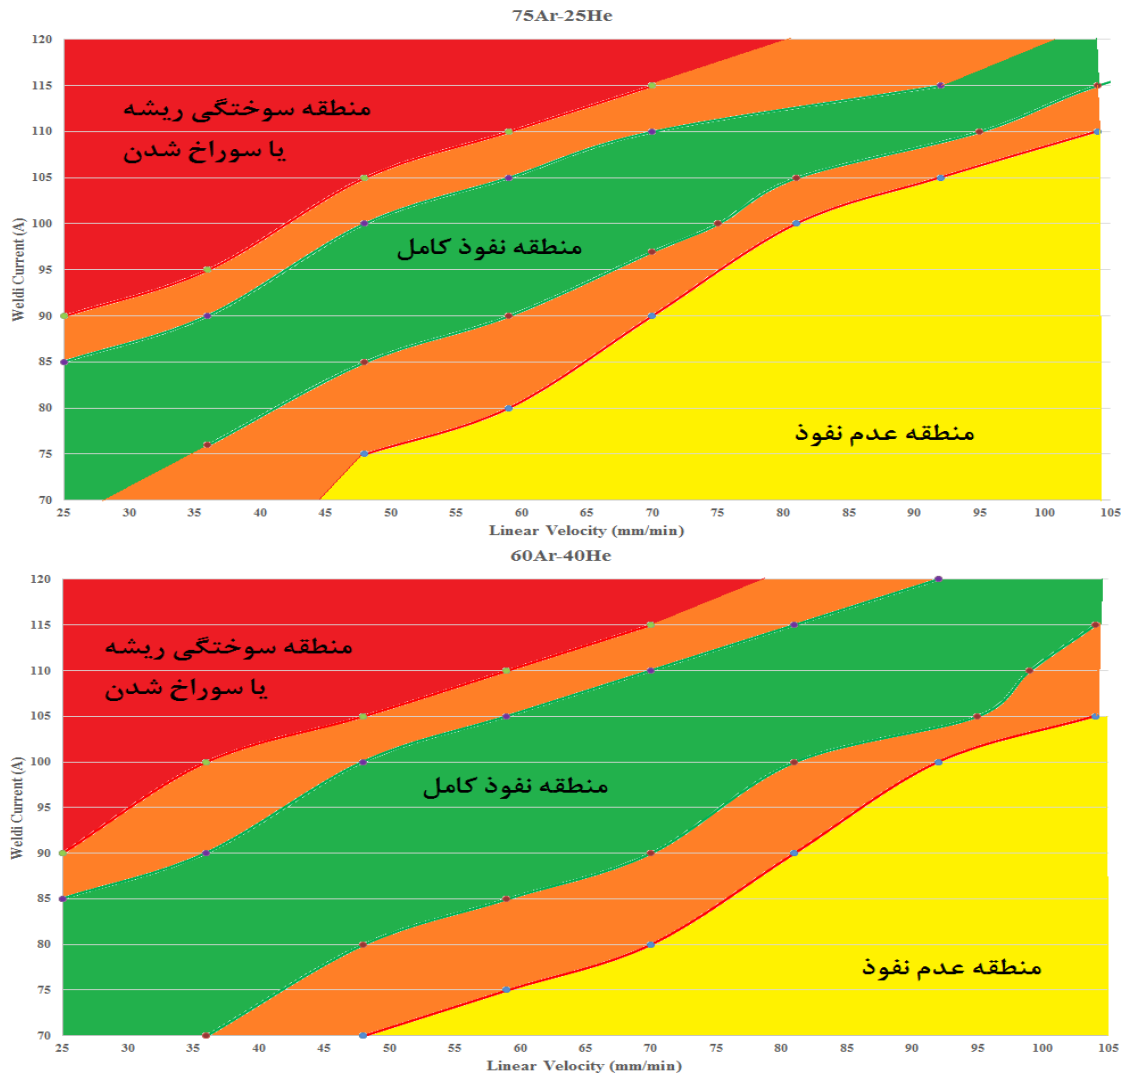 75Ar-25He
120
115
110
105
100
95
90
85
80
75
70
Weldi Current (A)
منطقه سوختگی ریشه
یا سوراخ شدن
منطقه نفوذ کامل
منطقه عدم نفوذ
25 30 35 40 45 50 55 60 65 70 75 80 85 90 95 100 105
Linear Velocity (mm/min)
60Ar-40He
120
115
110
105
100
95
90
85
80
75
70
Weldi Current (A)
منطقه سوختگی ریشه
یا سوراخ شدن
منطقه نفوذ کامل
منطقه عدم نفوذ
25 30 35 40 45 50 55 60 65 70 75 80 85 90 95 100 105
Linear Velocity (mm/min)